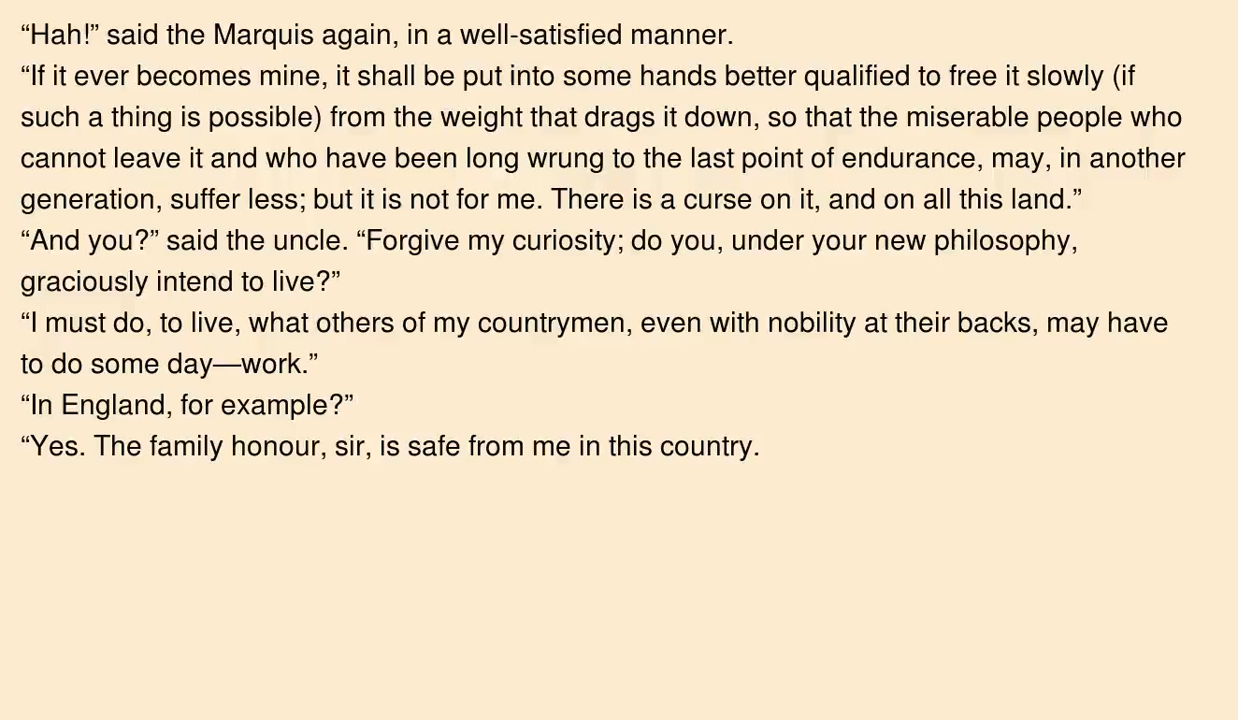 “Hah!” said the Marquis again, in a well-satisfied manner.
“If it ever becomes mine, it shall be put into some hands better qualified to free it slowly (if
such a thing is possible) from the weight that drags it down, so that the miserable people who
cannot leave it and who have been long wrung to the last point of endurance, may, in another
generation, suffer less; but it is not for me. There is a curse on it, and on all this land.”
“And you?” said the uncle. “Forgive my curiosity; do you, under your new philosophy,
graciously intend to live?”
“I must do, to live, what others of my countrymen, even with nobility at their backs, may have
to do some day—work.”
“In England, for example?”
“Yes. The family honour, sir, is safe from me in this country.